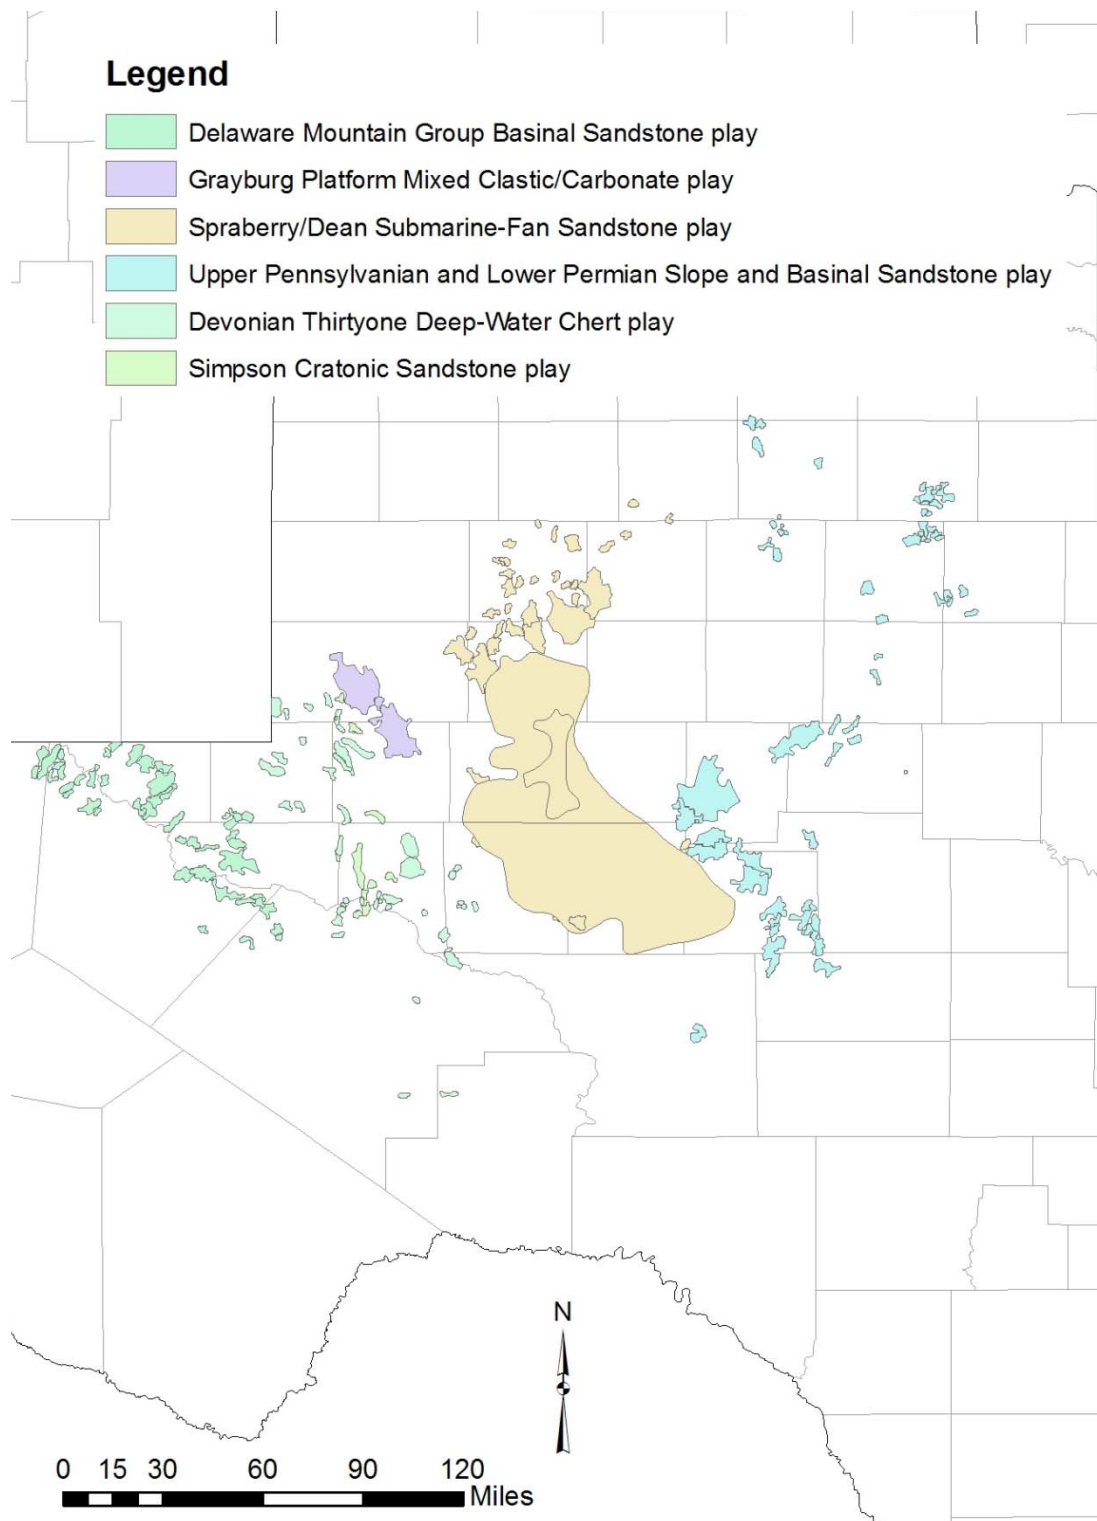 Legend
Delaware Mountain Group Basinal Sandstone play
Grayburg Platform Mixed Clastic/Carbonate play
Spraberry/Dean Submarine-Fan Sandstone play
Upper Pennsylvanian and Lower Permian Slope and Basinal Sandstone play
Devonian Thirtyone Deep-Water Chert play
Simpson Cratonic Sandstone play
N
0 15 30 60 90 120
Miles